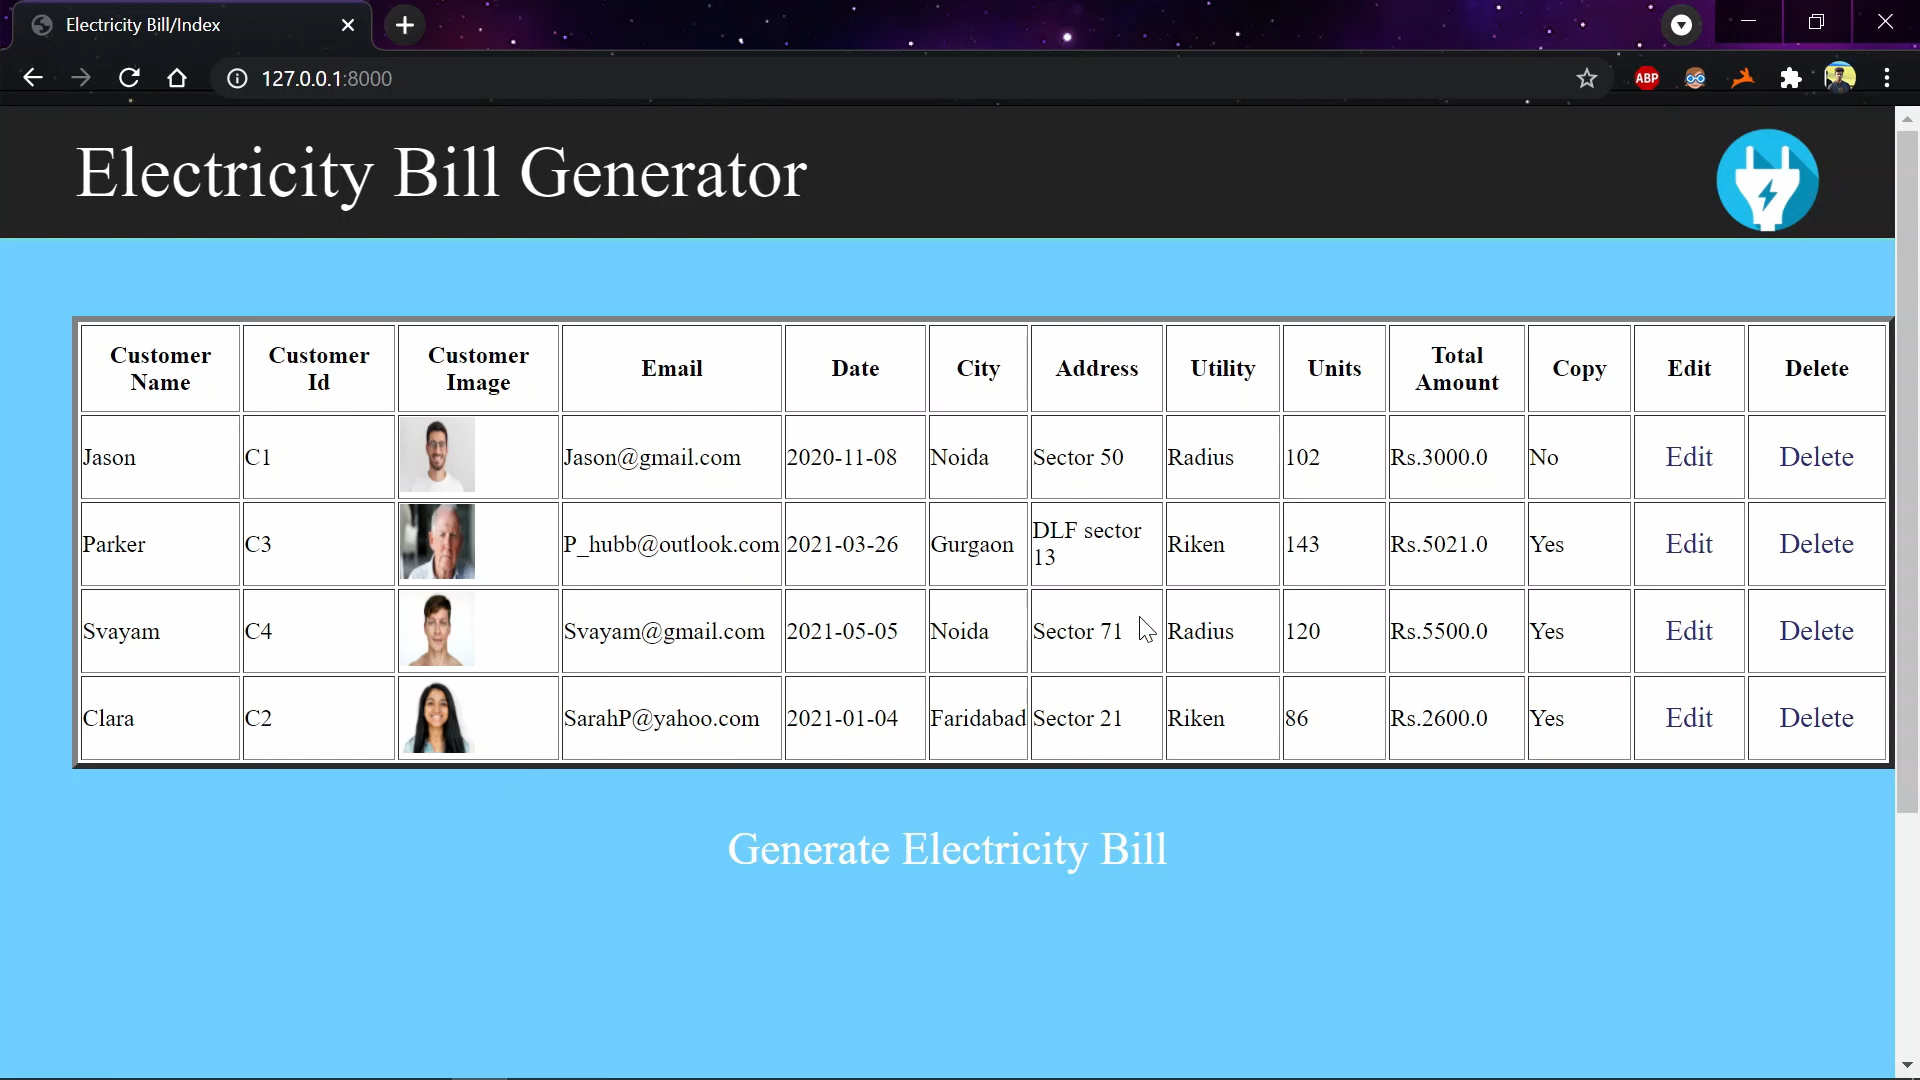 Electricity Bill/Index
127.0.0.1:8000
ABP
Electricity Bill Generator
Customer Name Customer Id Customer Image Email Date City Address Utility Units Total Amount Copy Edit Delete
Jason C1 Jason@gmail.com 2020-11-08 Noida Sector 50 Radius 102 Rs.3000.0 No Edit Delete
Parker C3 P_hubb@outlook.com 2021-03-26 Gurgaon DLF sector 13 Riken 143 Rs.5021.0 Yes Edit Delete
Svayam C4 Svayam@gmail.com 2021-05-05 Noida Sector 71 Radius 120 Rs.5500.0 Yes Edit Delete
Clara C2 SarahP@yahoo.com 2021-01-04 Faridabad Sector 21 Riken 86 Rs.2600.0 Yes Edit Delete
Generate Electricity Bill